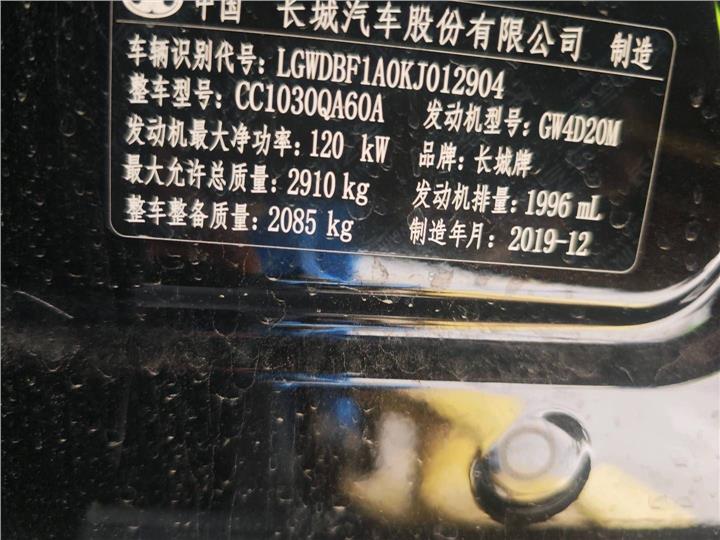 中国 长城汽车股份有限公司 制造
车辆识别代号: LGWDBF1A0KJ012904
整车型号: CC1030QA60A 发动机型号: GW4D20M
发动机最大净功率: 120 kW 品牌: 长城牌
最大允许总质量: 2910 kg 发动机排量: 1996 mL
整车整备质量: 2085 kg 制造年月: 2019-12